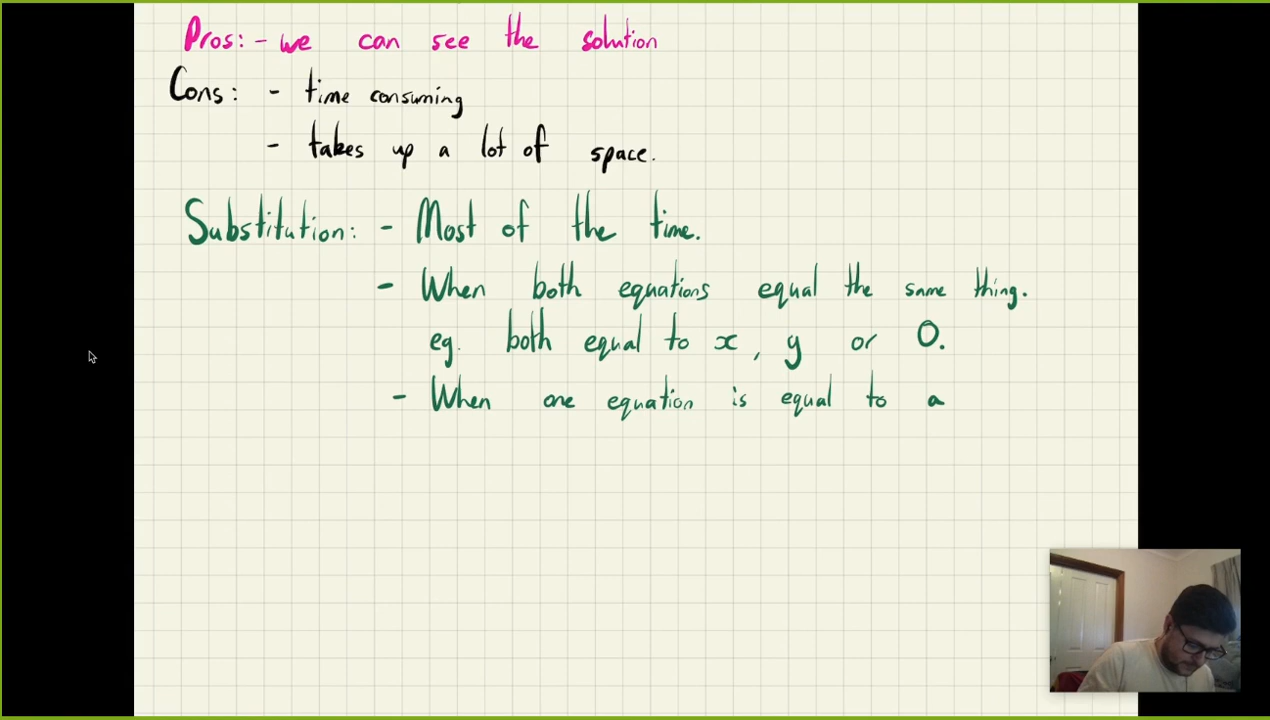 Pros: - we can see the solution
Cons: - time consuming
- takes up a lot of space.
Substitution: - Most of the time.
- When both equations equal the same thing.
eg. both equal to x, y or 0.
- When one equation is equal to a